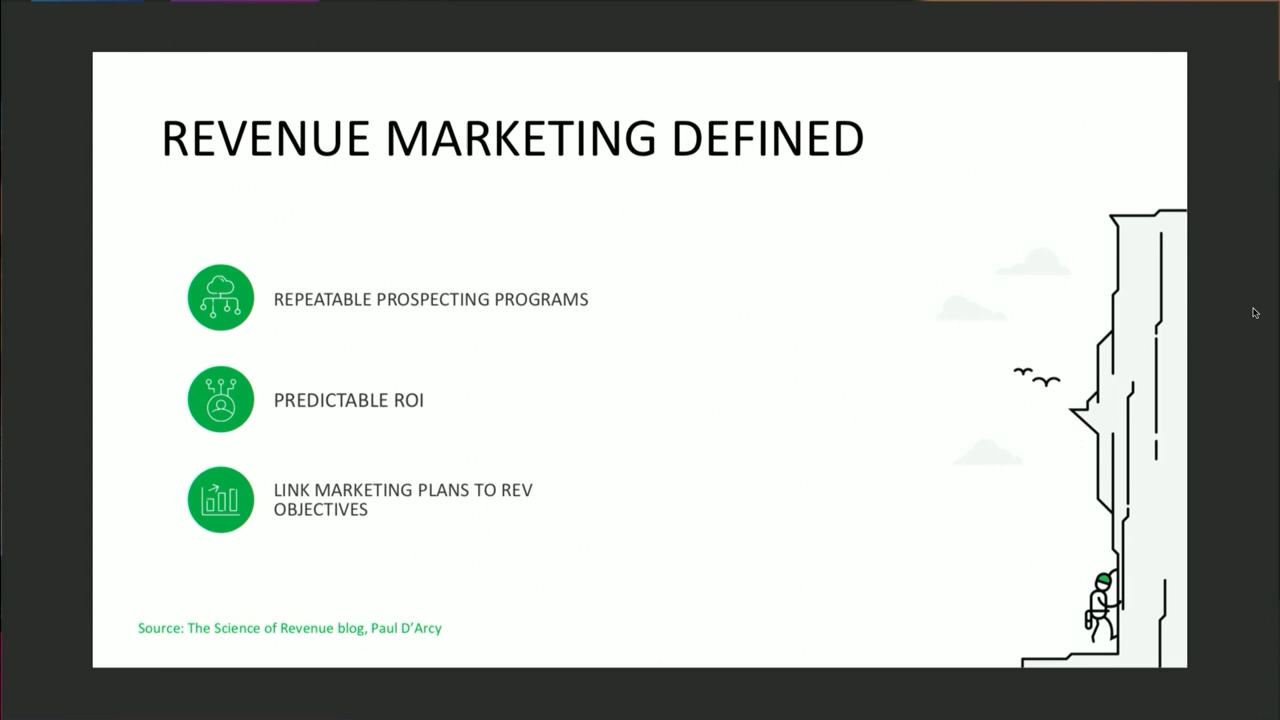 REVENUE MARKETING DEFINED
REPEATABLE PROSPECTING PROGRAMS
PREDICTABLE ROI
LINK MARKETING PLANS TO REV
OBJECTIVES
Source: The Science of Revenue blog, Paul D’Arcy